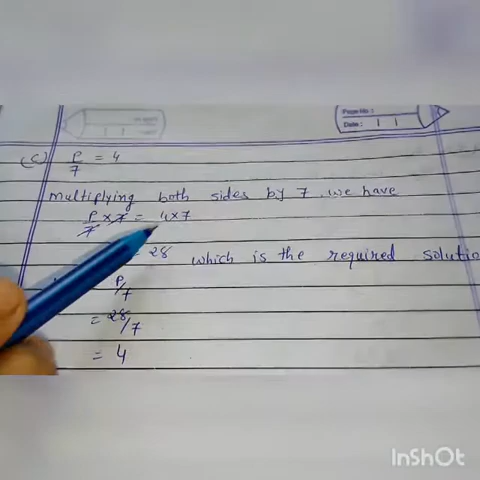 Page No.:
Date:
(c) P/7 = 4
Multiplying both sides by 7 we have
P/7 × 7 = 4×7
= 28 which is the required solutio
P/7
= 28/7
= 4
InShOt